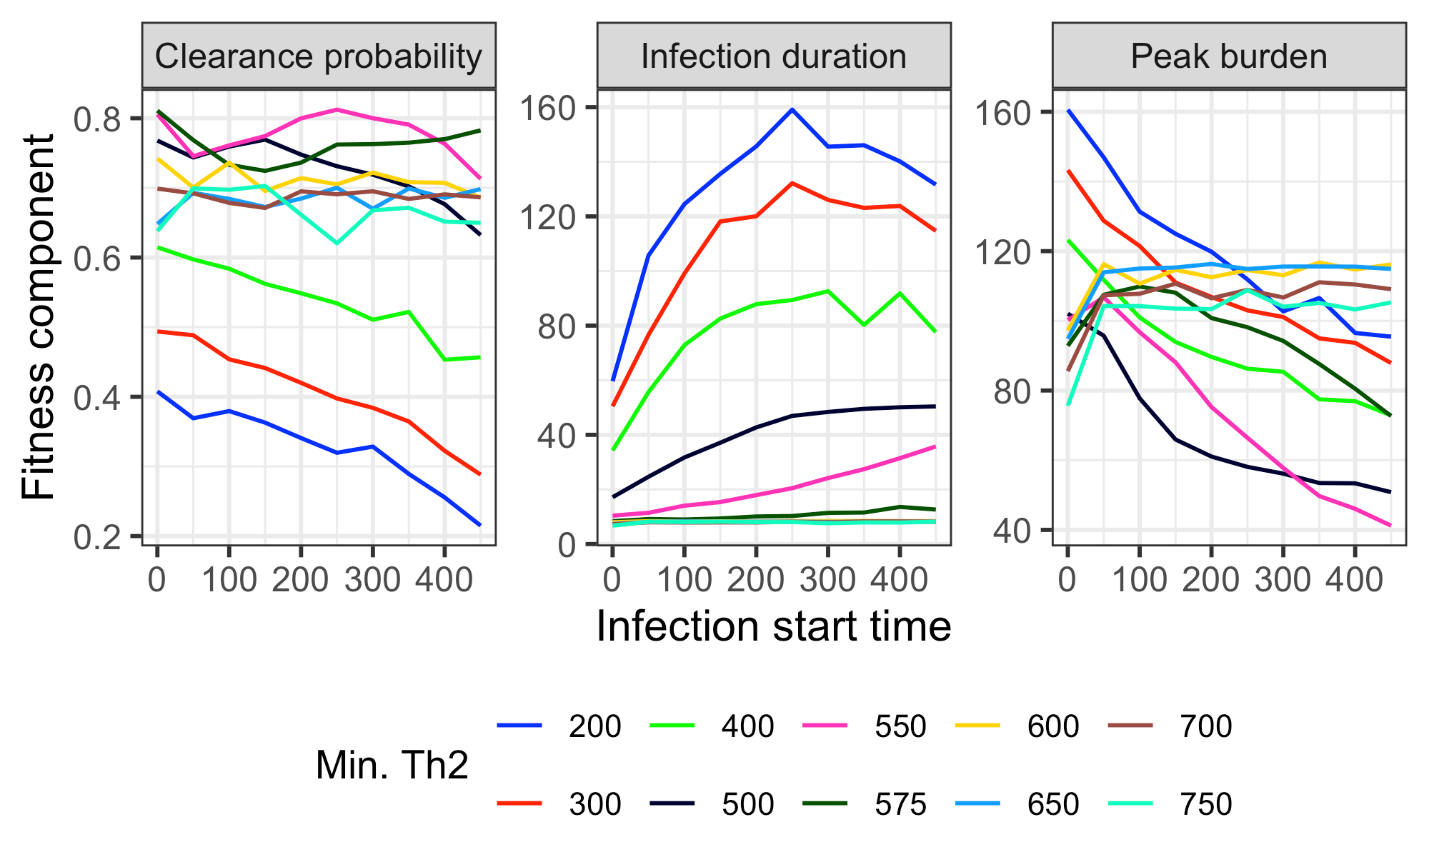 Clearance probability
Infection duration
Peak burden
Fitness component
0.8
0.6
0.4
0.2
0 100 200 300 400
160
120
80
40
0
0 100 200 300 400
160
120
80
40
0 100 200 300 400
Infection start time
Min. Th2
200 400 550 600 700
300 500 575 650 750